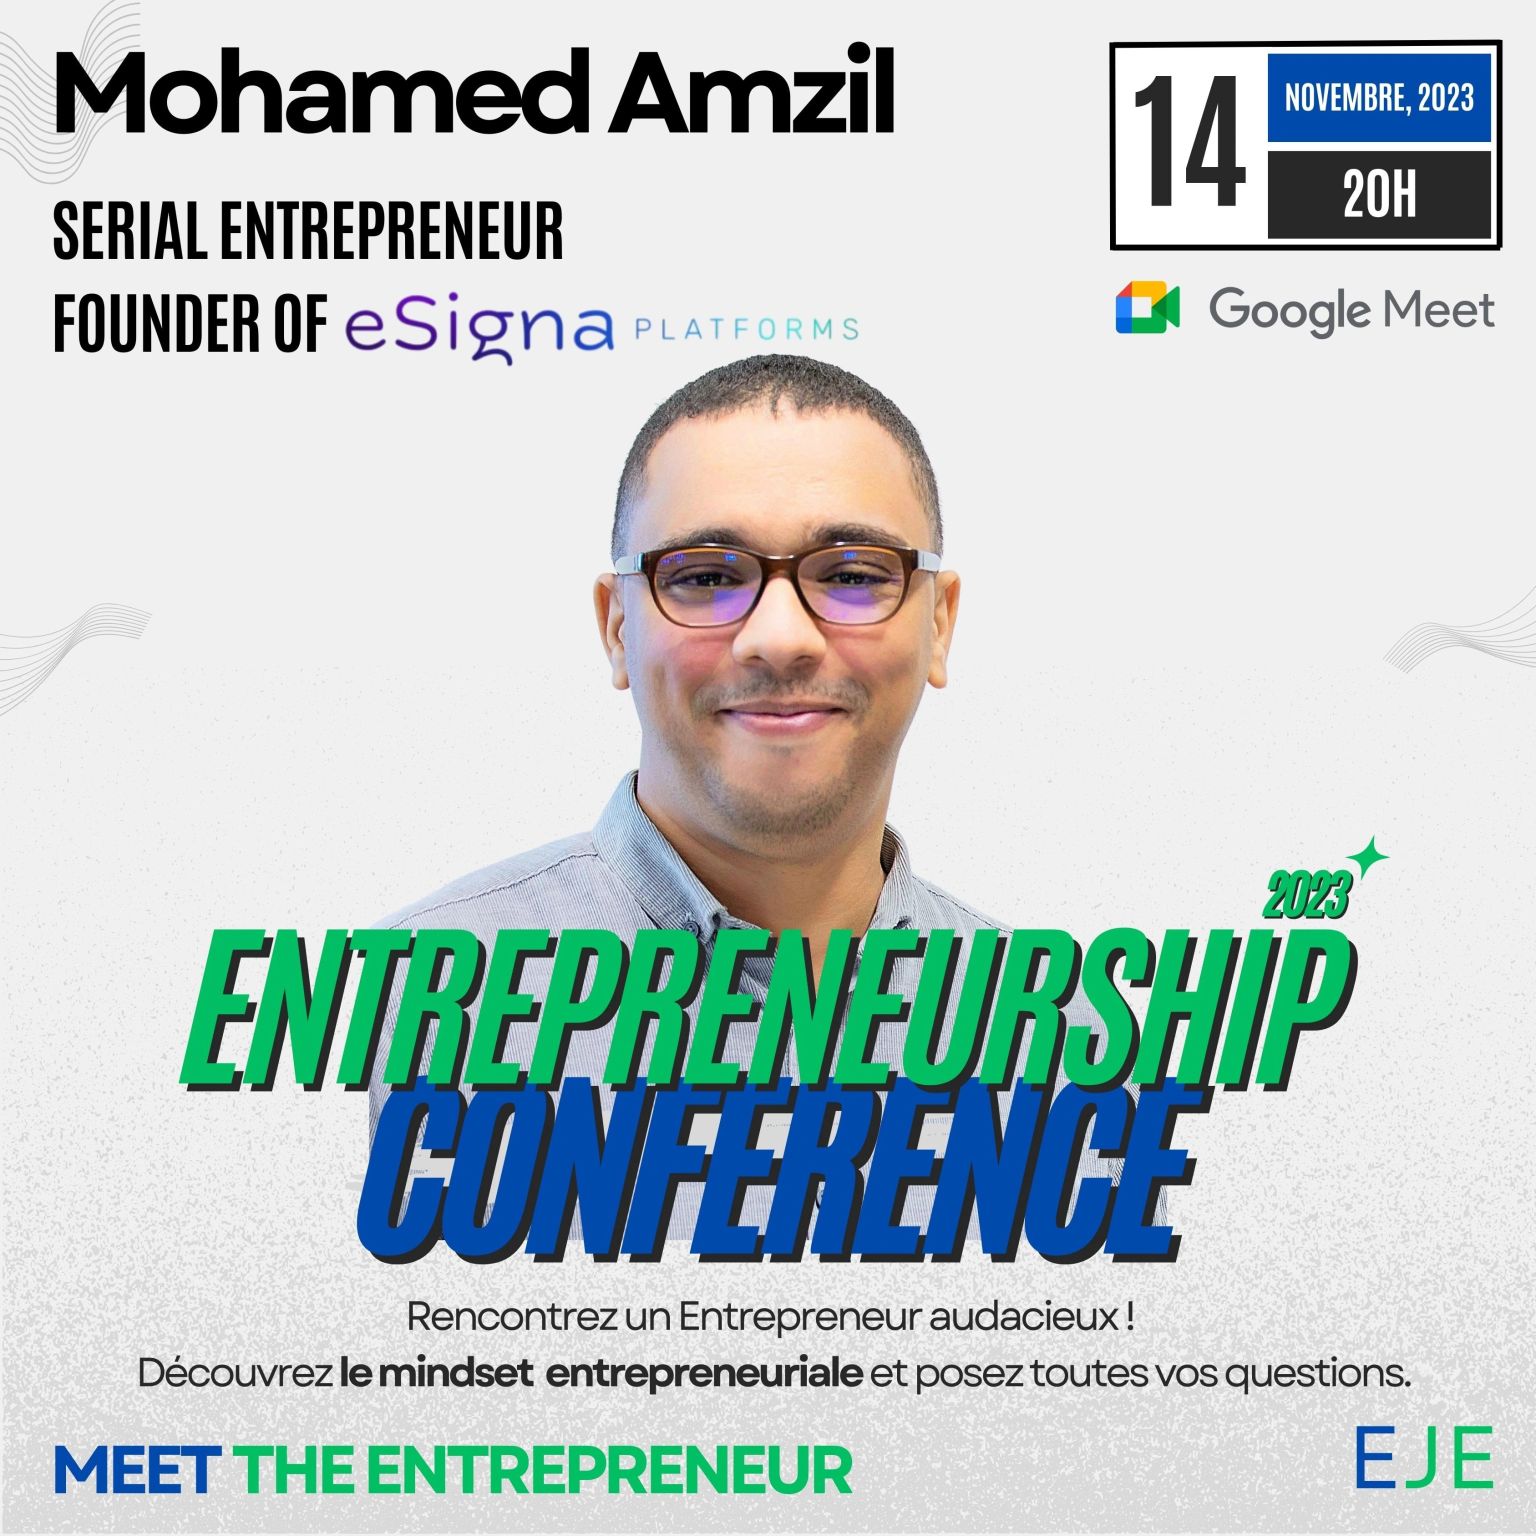 Mohamed Amzil
14
NOVEMBRE, 2023
20H
SERIAL ENTREPRENEUR
FOUNDER OF eSigna PLATFORMS
Google Meet
2023
ENTREPRENEURSHIP
CONFERENCE
Rencontrez un Entrepreneur audacieux !
Découvrez le mindset entrepreneuriale et posez toutes vos questions.
MEET THE ENTREPRENEUR
EJE